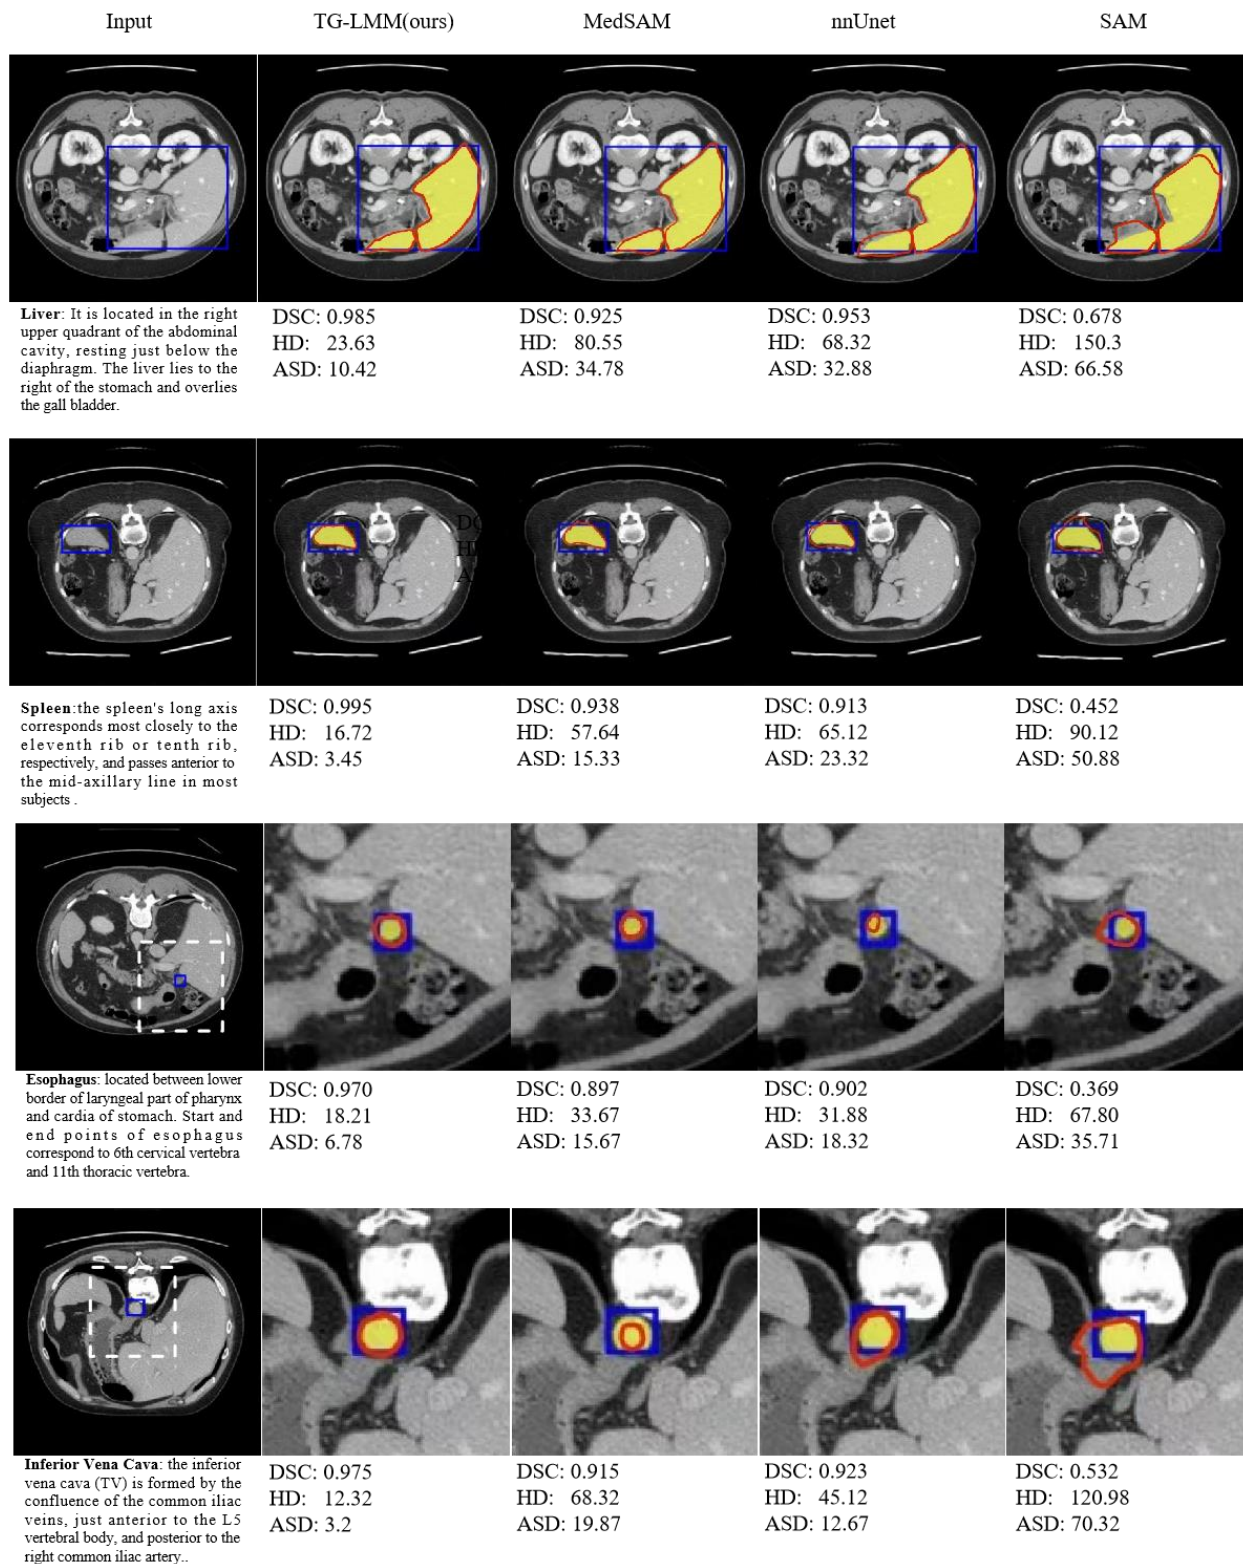 Input TG-LMM(ours) MedSAM nnUnet SAM
Liver: It is located in the right
upper quadrant of the abdominal
cavity, resting just below the
diaphragm. The liver lies to the
right of the stomach and overlies
the gall bladder.
DSC: 0.985
HD: 23.63
ASD: 10.42
DSC: 0.925
HD: 80.55
ASD: 34.78
DSC: 0.953
HD: 68.32
ASD: 32.88
DSC: 0.678
HD: 150.3
ASD: 66.58
Spleen:the spleen's long axis
corresponds most closely to the
eleventh rib or tenth rib,
respectively, and passes anterior to
the mid-axillary line in most
subjects .
DSC: 0.995
HD: 16.72
ASD: 3.45
DSC: 0.938
HD: 57.64
ASD: 15.33
DSC: 0.913
HD: 65.12
ASD: 23.32
DSC: 0.452
HD: 90.12
ASD: 50.88
Esophagus: located between lower
border of laryngeal part of pharynx
and cardia of stomach. Start and
end points of esophagus
correspond to 6th cervical vertebra
and 11th thoracic vertebra.
DSC: 0.970
HD: 18.21
ASD: 6.78
DSC: 0.897
HD: 33.67
ASD: 15.67
DSC: 0.902
HD: 31.88
ASD: 18.32
DSC: 0.369
HD: 67.80
ASD: 35.71
Inferior Vena Cava: the inferior
vena cava (TV) is formed by the
confluence of the common iliac
veins, just anterior to the L5
vertebral body, and posterior to the
right common iliac artery..
DSC: 0.975
HD: 12.32
ASD: 3.2
DSC: 0.915
HD: 68.32
ASD: 19.87
DSC: 0.923
HD: 45.12
ASD: 12.67
DSC: 0.532
HD: 120.98
ASD: 70.32